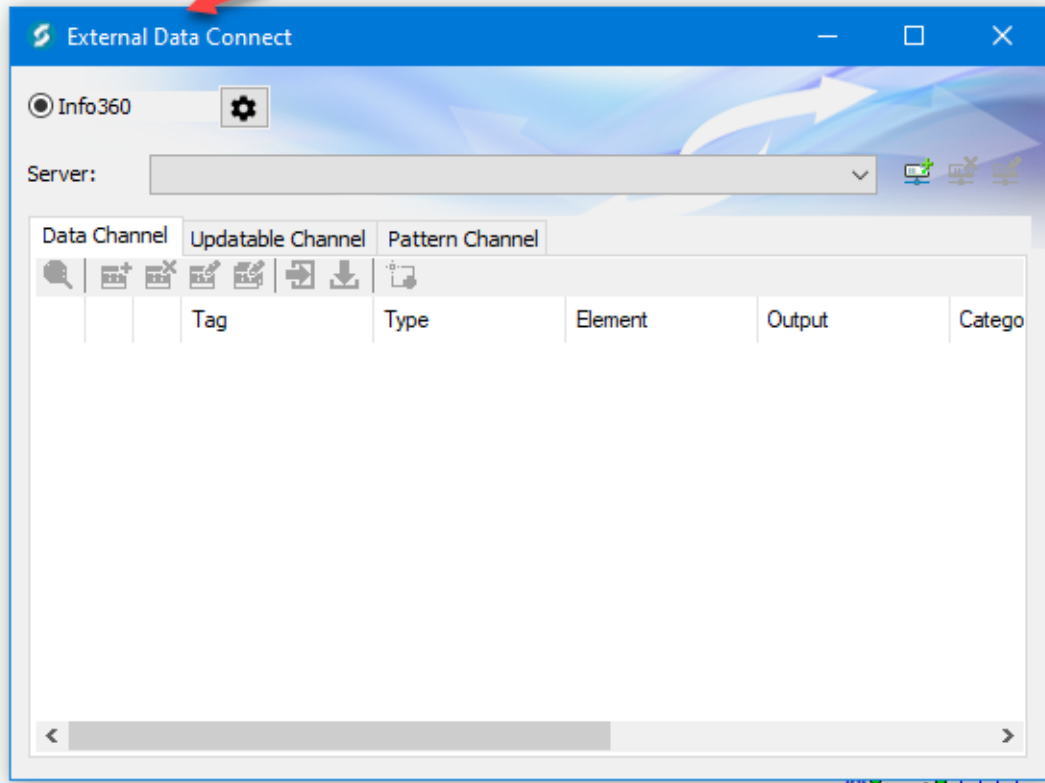 External Data Connect
Info360
Server:
Data Channel Updatable Channel Pattern Channel
Tag Type Element Output Catego